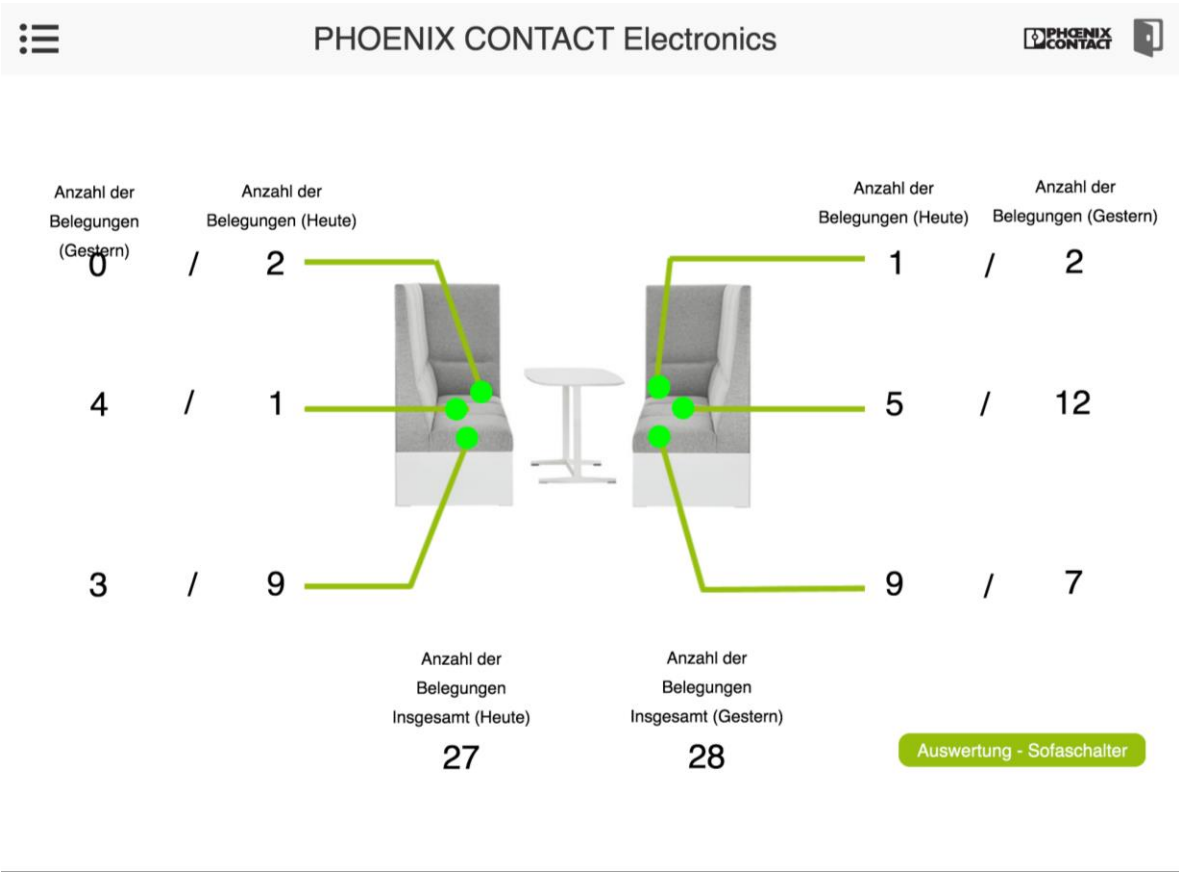 PHOENIX CONTACT Electronics
PHŒNIX
CONTACT
Anzahl der
Belegungen
(Gestern)
Anzahl der
Belegungen (Heute)
Anzahl der
Belegungen (Heute)
Anzahl der
Belegungen (Gestern)
0 / 2
1 / 2
4 / 1
5 / 12
3 / 9
9 / 7
Anzahl der
Belegungen
Insgesamt (Heute)
27
Anzahl der
Belegungen
Insgesamt (Gestern)
28
Auswertung - Sofaschalter